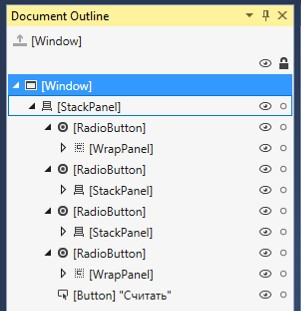 Document Outline
[Window]
[Window]
[StackPanel]
[RadioButton]
[WrapPanel]
[RadioButton]
[StackPanel]
[RadioButton]
[StackPanel]
[RadioButton]
[WrapPanel]
[Button] "Считать"